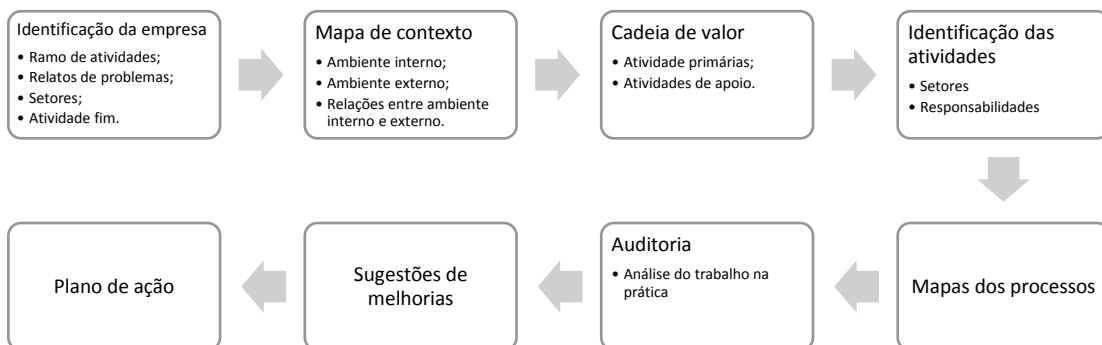 Identificação da empresa
• Ramo de atividades;
• Relatos de problemas;
• Setores;
• Atividade fim.
Mapa de contexto
• Ambiente interno;
• Ambiente externo;
• Relações entre ambiente
interno e externo.
Cadeia de valor
• Atividade primárias;
• Atividades de apoio.
Identificação das
atividades
• Setores
• Responsabilidades
Mapas dos processos
Auditoria
• Análise do trabalho na
prática
Sugestões de
melhorias
Plano de ação